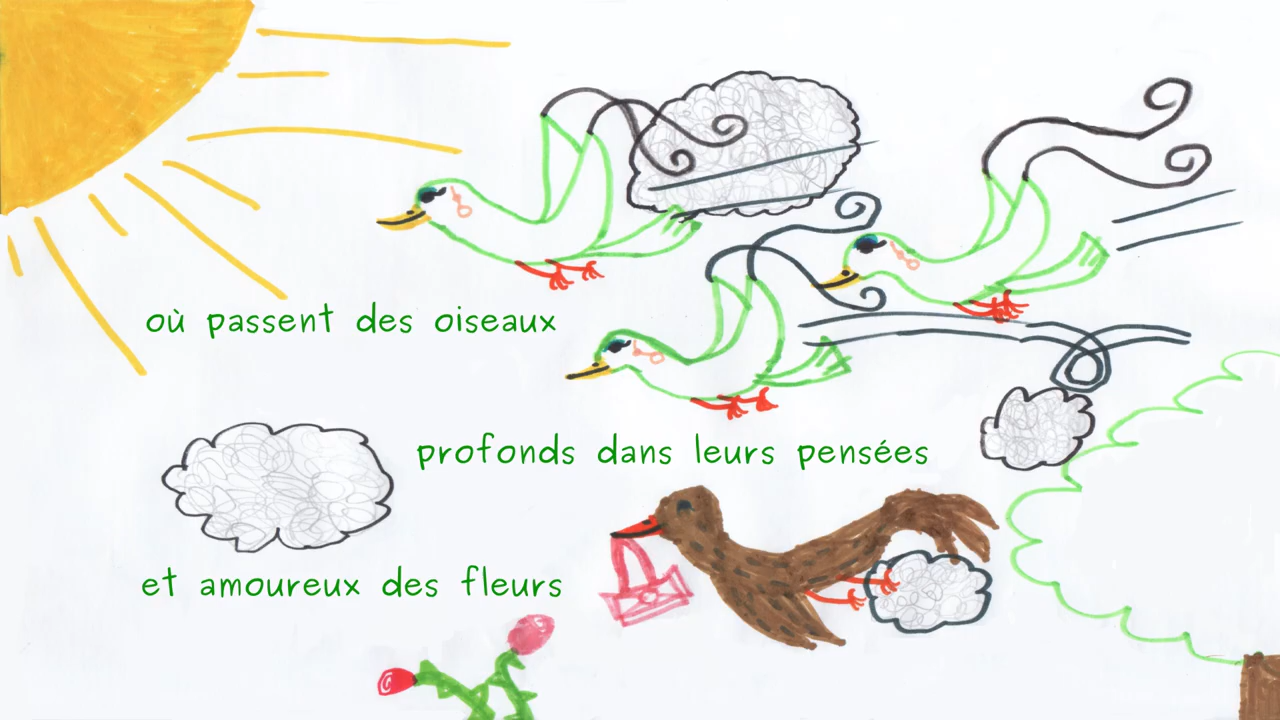 où passent des oiseaux
profonds dans leurs pensées
et amoureux des fleurs